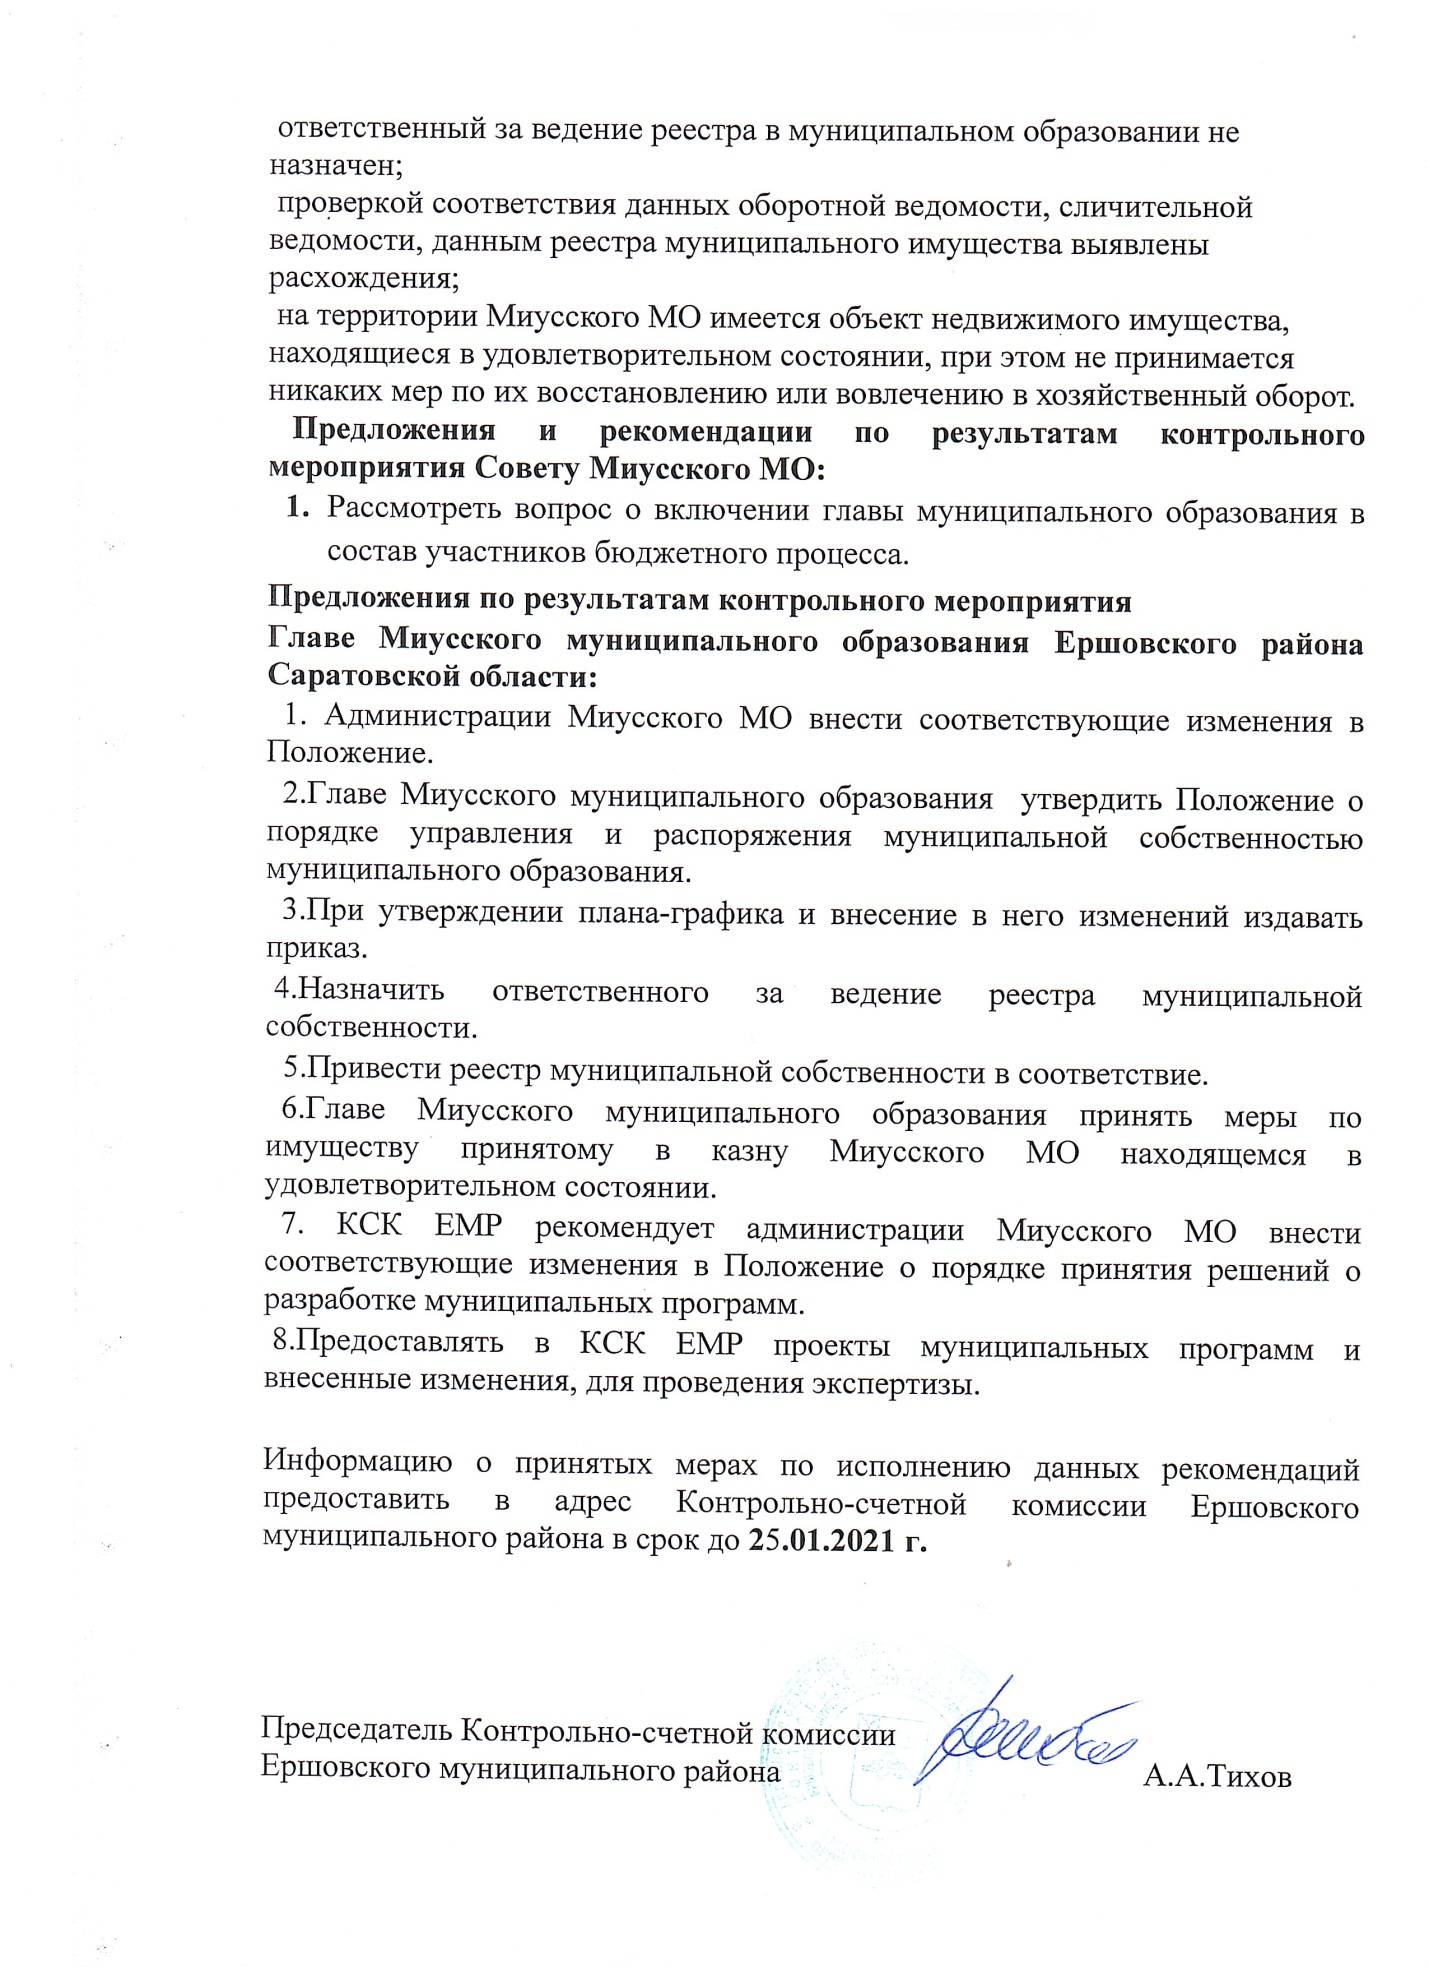 ответственный за ведение реестра в муниципальном образовании не
назначен;
проверкой соответствия данных оборотной ведомости, сличительной
ведомости, данным реестра муниципального имущества выявлены
расхождения;
на территории Миусского МО имеется объект недвижимого имущества,
находящиеся в удовлетворительном состоянии, при этом не принимается
никаких мер по их восстановлению или вовлечению в хозяйственный оборот.
Предложения и рекомендации по результатам контрольного
мероприятия Совету Миусского МО:
1. Рассмотреть вопрос о включении главы муниципального образования в
состав участников бюджетного процесса.
Предложения по результатам контрольного мероприятия
Главе Миусского муниципального образования Ершовского района
Саратовской области:
1. Администрации Миусского МО внести соответствующие изменения в
Положение.
2.Главе Миусского муниципального образования утвердить Положение о
порядке управления и распоряжения муниципальной собственностью
муниципального образования.
3.При утверждении плана-графика и внесение в него изменений издавать
приказ.
4.Назначить ответственного за ведение реестра муниципальной
собственности.
5.Привести реестр муниципальной собственности в соответствие.
6.Главе Миусского муниципального образования принять меры по
имуществу принятому в казну Миусского МО находящемся в
удовлетворительном состоянии.
7. КСК ЕМР рекомендует администрации Миусского МО внести
соответствующие изменения в Положение о порядке принятия решений о
разработке муниципальных программ.
8.Предоставлять в КСК ЕМР проекты муниципальных программ и
внесенные изменения, для проведения экспертизы.
Информацию о принятых мерах по исполнению данных рекомендаций
предоставить в адрес Контрольно-счетной комиссии Ершовского
муниципального района в срок до 25.01.2021 г.
Председатель Контрольно-счетной комиссии
Ершовского муниципального района А.А.Тихов